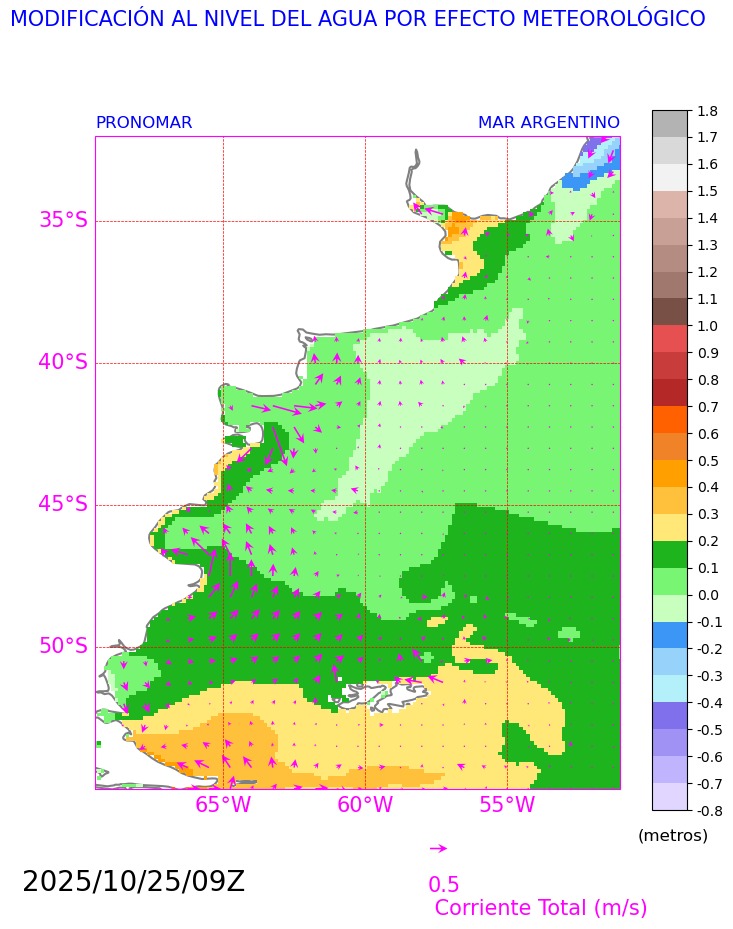 MODIFICACIÓN AL NIVEL DEL AGUA POR EFECTO METEOROLÓGICO
PRONOMAR MAR ARGENTINO
35°S
40°S
45°S
50°S
65°W 60°W 55°W
1.8
1.7
1.6
1.5
1.4
1.3
1.2
1.1
1.0
0.9
0.8
0.7
0.6
0.5
0.4
0.3
0.2
0.1
0.0
-0.1
-0.2
-0.3
-0.4
-0.5
-0.6
-0.7
-0.8
(metros)
2025/10/25/09Z
0.5
Corriente Total (m/s)